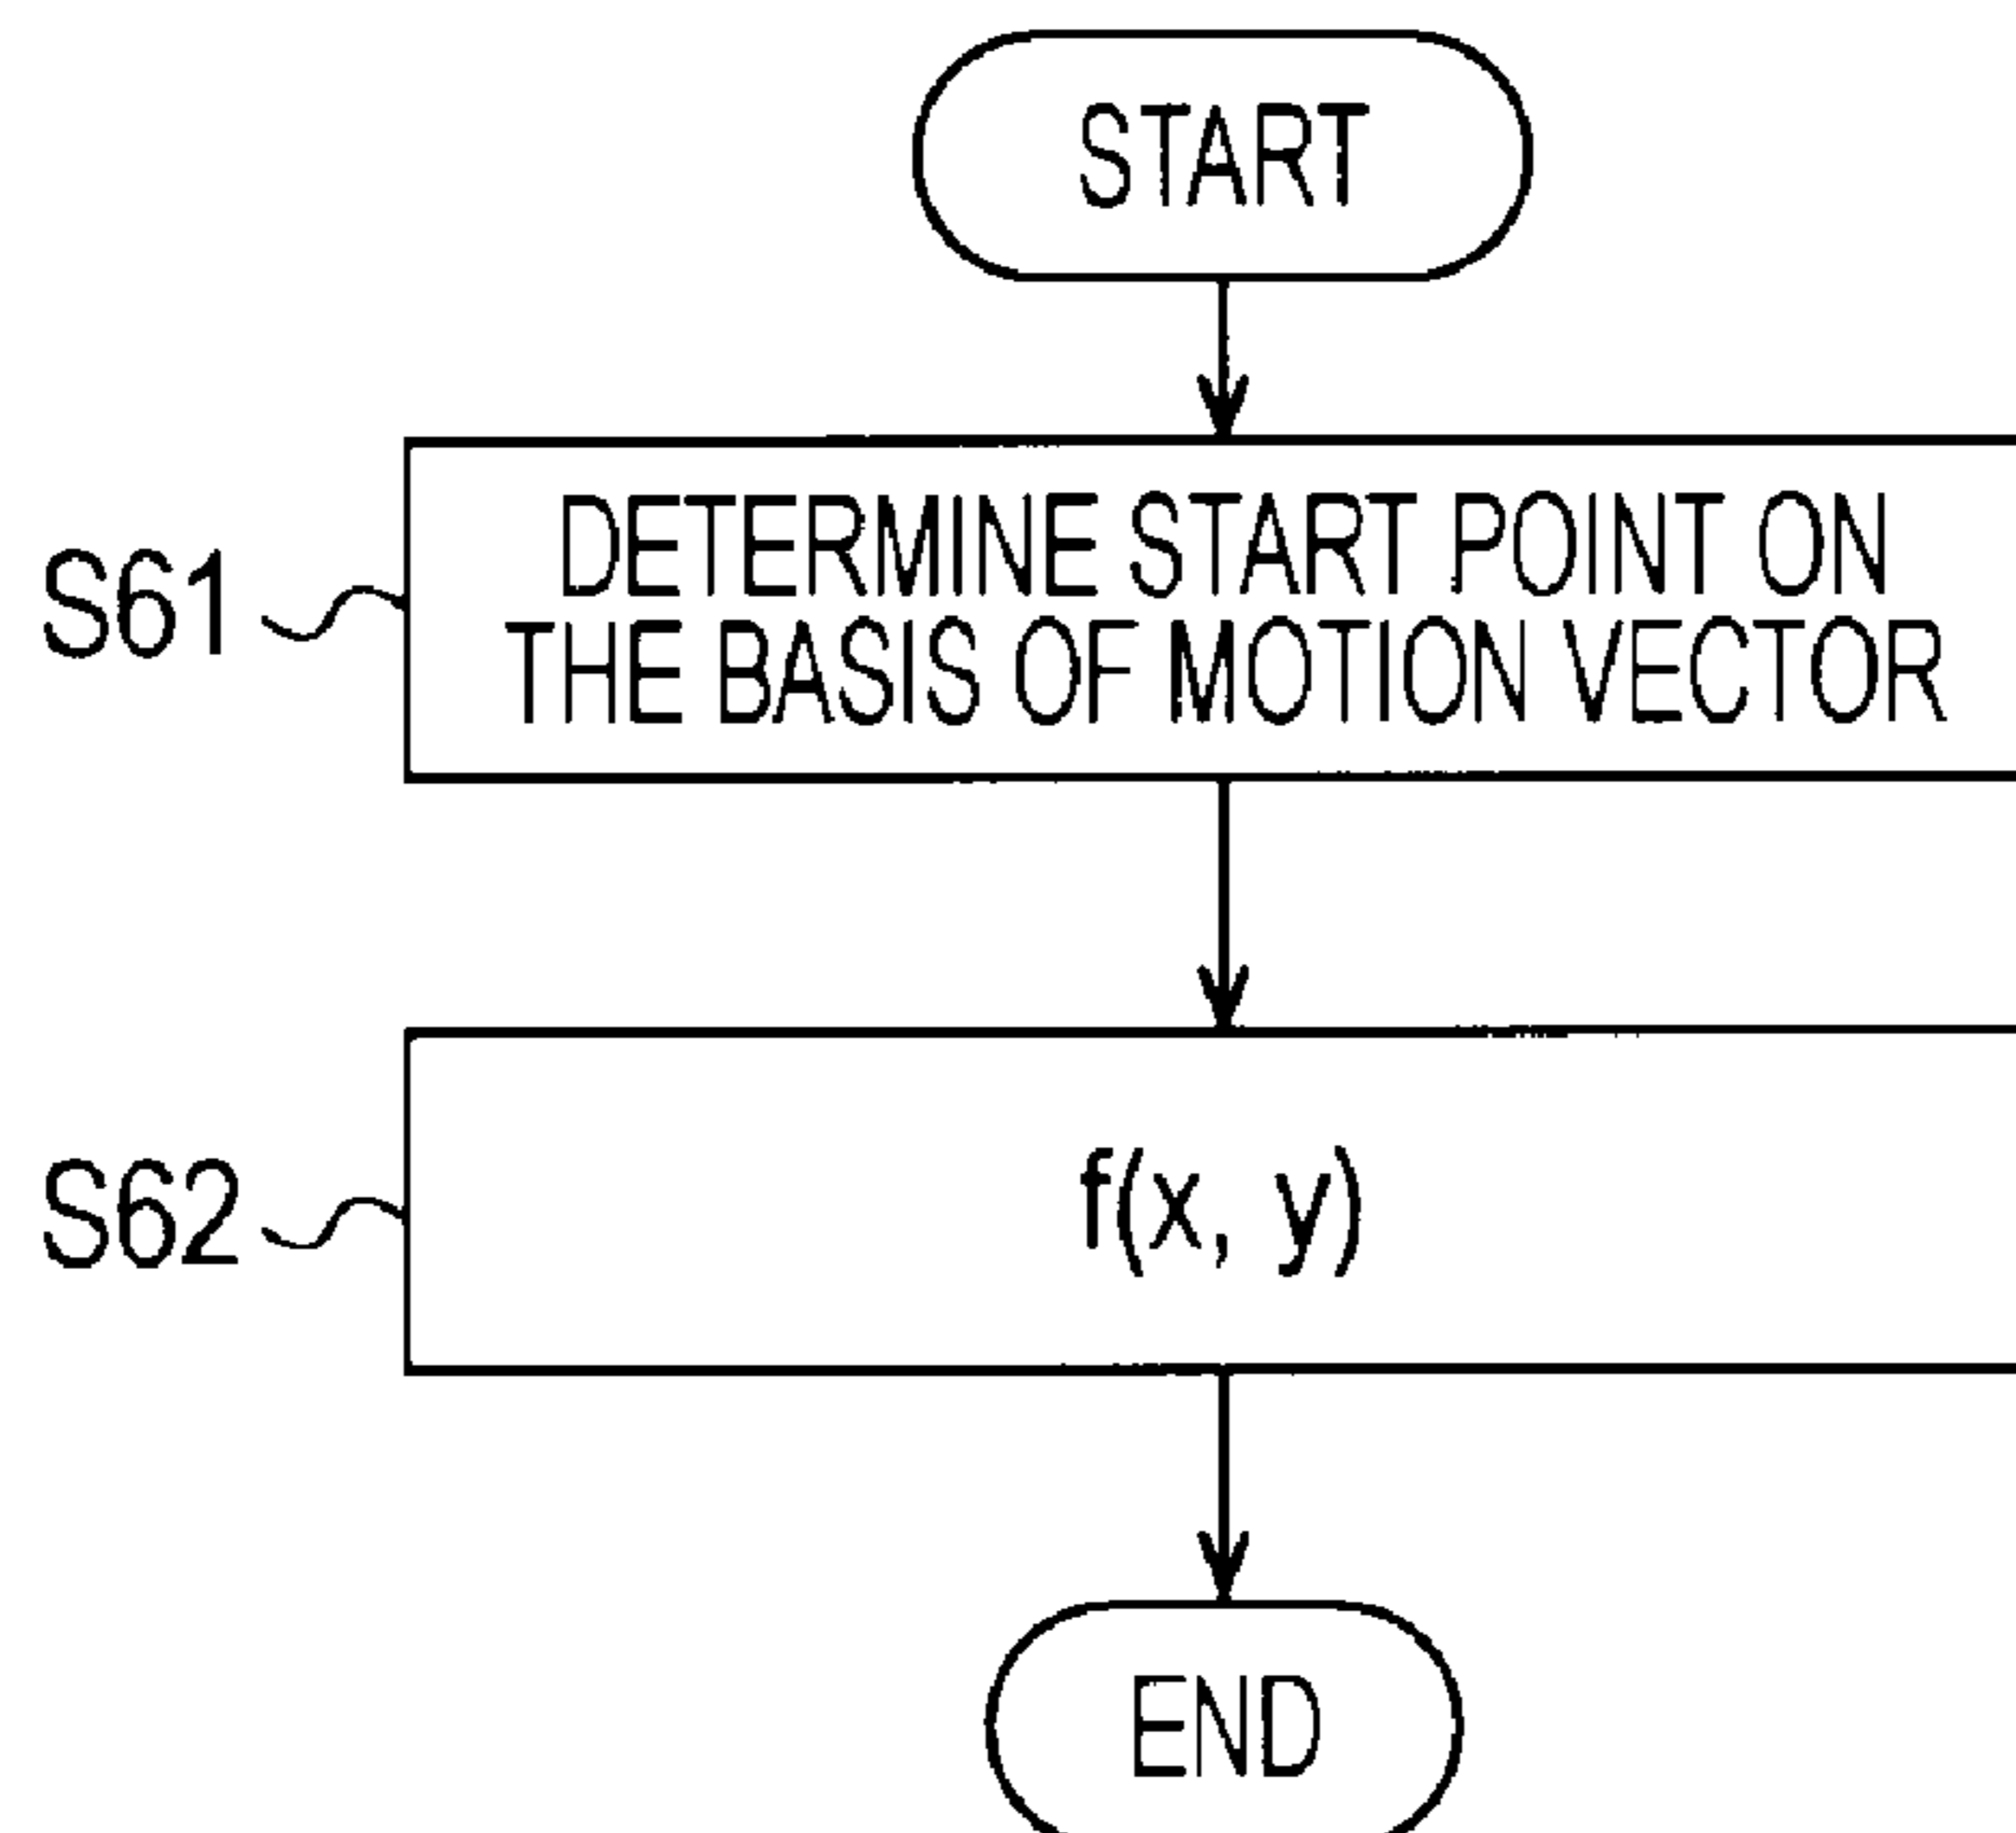 START
S61
DETERMINE START POINT ON
THE BASIS OF MOTION VECTOR
S62
f(x, y)
END